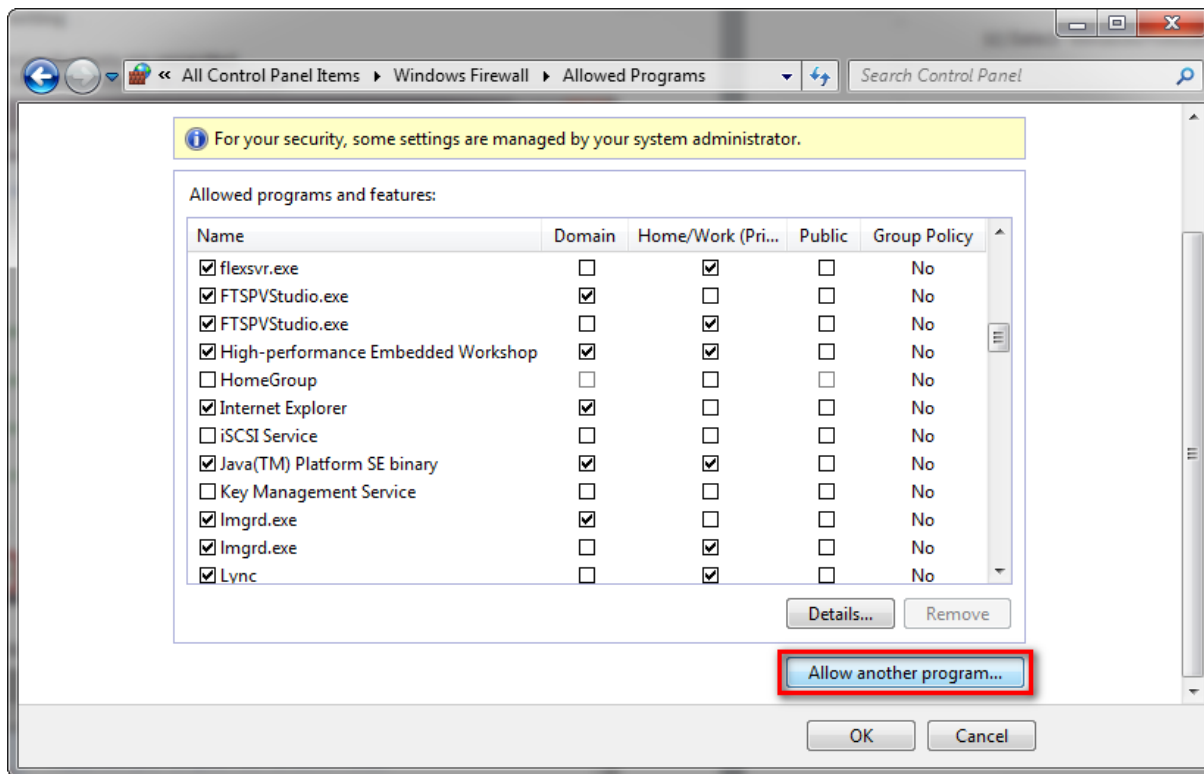 « All Control Panel Items ▸ Windows Firewall ▸ Allowed Programs Search Control Panel
For your security, some settings are managed by your system administrator.
Allowed programs and features:
Name Domain Home/Work (Pri... Public Group Policy
flexsvr.exe No
FTSPVStudio.exe No
FTSPVStudio.exe No
High-performance Embedded Workshop No
HomeGroup No
Internet Explorer No
iSCSI Service No
Java(TM) Platform SE binary No
Key Management Service No
lmgrd.exe No
lmgrd.exe No
Lync No
Details... Remove
Allow another program...
OK Cancel